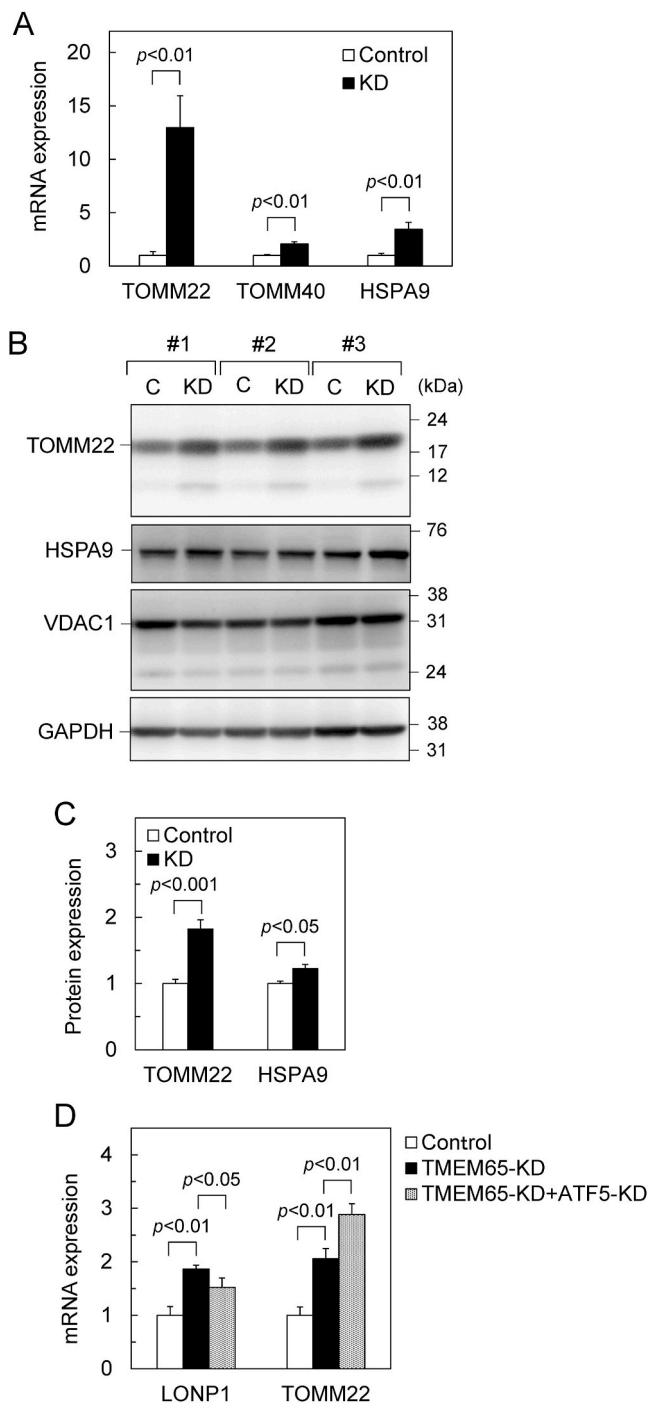 A
mRNA expression
20
15
10
5
0
p<0.01
p<0.01
p<0.01
Control
KD
TOMM22 TOMM40 HSPA9
B
#1 #2 #3
C KD C KD C KD (kDa)
TOMM22
24
17
12
HSPA9
76
VDAC1
38
31
24
GAPDH
38
31
C
Protein expression
3
2
1
0
Control
KD
p<0.001
p<0.05
TOMM22 HSPA9
D
mRNA expression
4
3
2
1
0
p<0.01
p<0.05
p<0.01
p<0.01
Control
TMEM65-KD
TMEM65-KD+ATF5-KD
LONP1 TOMM22